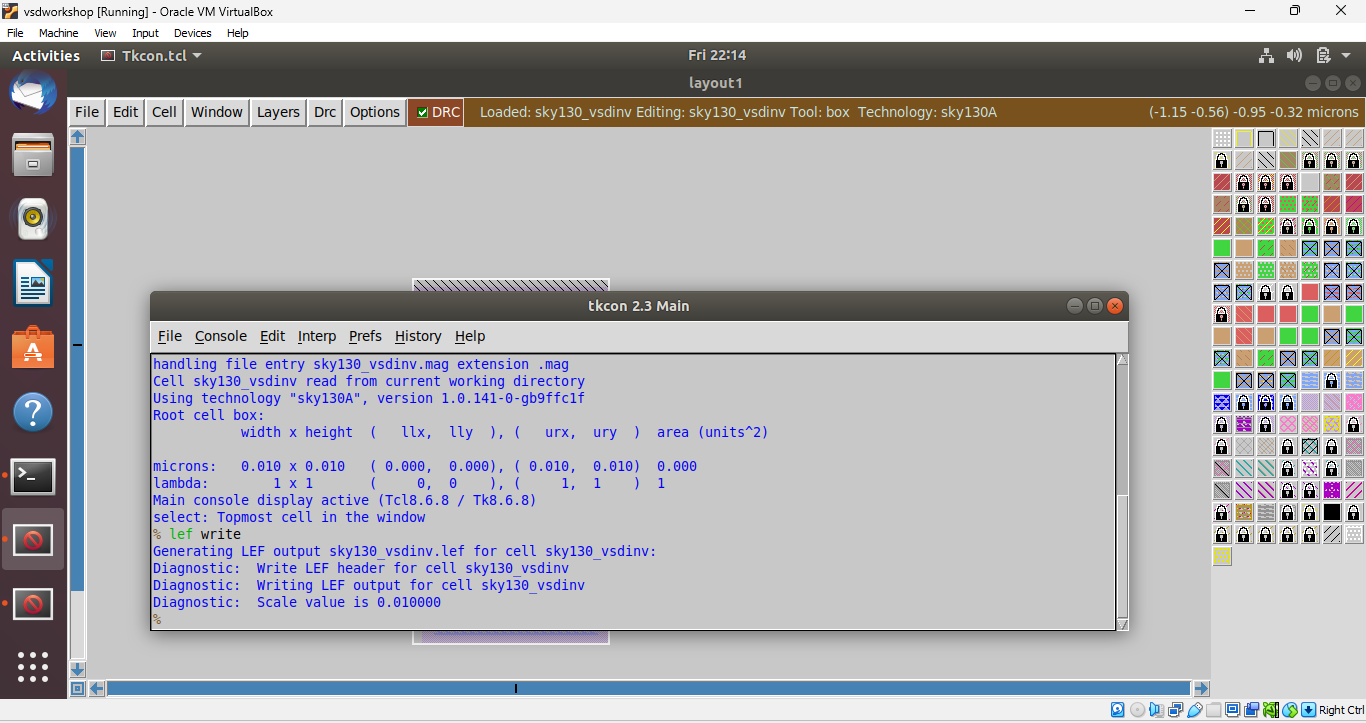 vsdworkshop [Running] - Oracle VM VirtualBox
File Machine View Input Devices Help
Activities Tkcon.tcl Fri 22:14
layout1
File Edit Cell Window Layers Drc Options DRC Loaded: sky130_vsdinv Editing: sky130_vsdinv Tool: box Technology: sky130A (-1.15 -0.56) -0.95 -0.32 microns
tkcon 2.3 Main
File Console Edit Interp Prefs History Help
handling file entry sky130_vsdinv.mag extension .mag
Cell sky130_vsdinv read from current working directory
Using technology "sky130A", version 1.0.141-0-gb9ffc1f
Root cell box:
width x height ( llx, lly ), ( urx, ury ) area (units^2)
microns: 0.010 x 0.010 ( 0.000, 0.000), ( 0.010, 0.010) 0.000
lambda: 1 x 1 ( 0, 0 ), ( 1, 1 ) 1
Main console display active (Tcl8.6.8 / Tk8.6.8)
select: Topmost cell in the window
% lef write
Generating LEF output sky130_vsdinv.lef for cell sky130_vsdinv:
Diagnostic: Write LEF header for cell sky130_vsdinv
Diagnostic: Writing LEF output for cell sky130_vsdinv
Diagnostic: Scale value is 0.010000
%
Right Ctrl